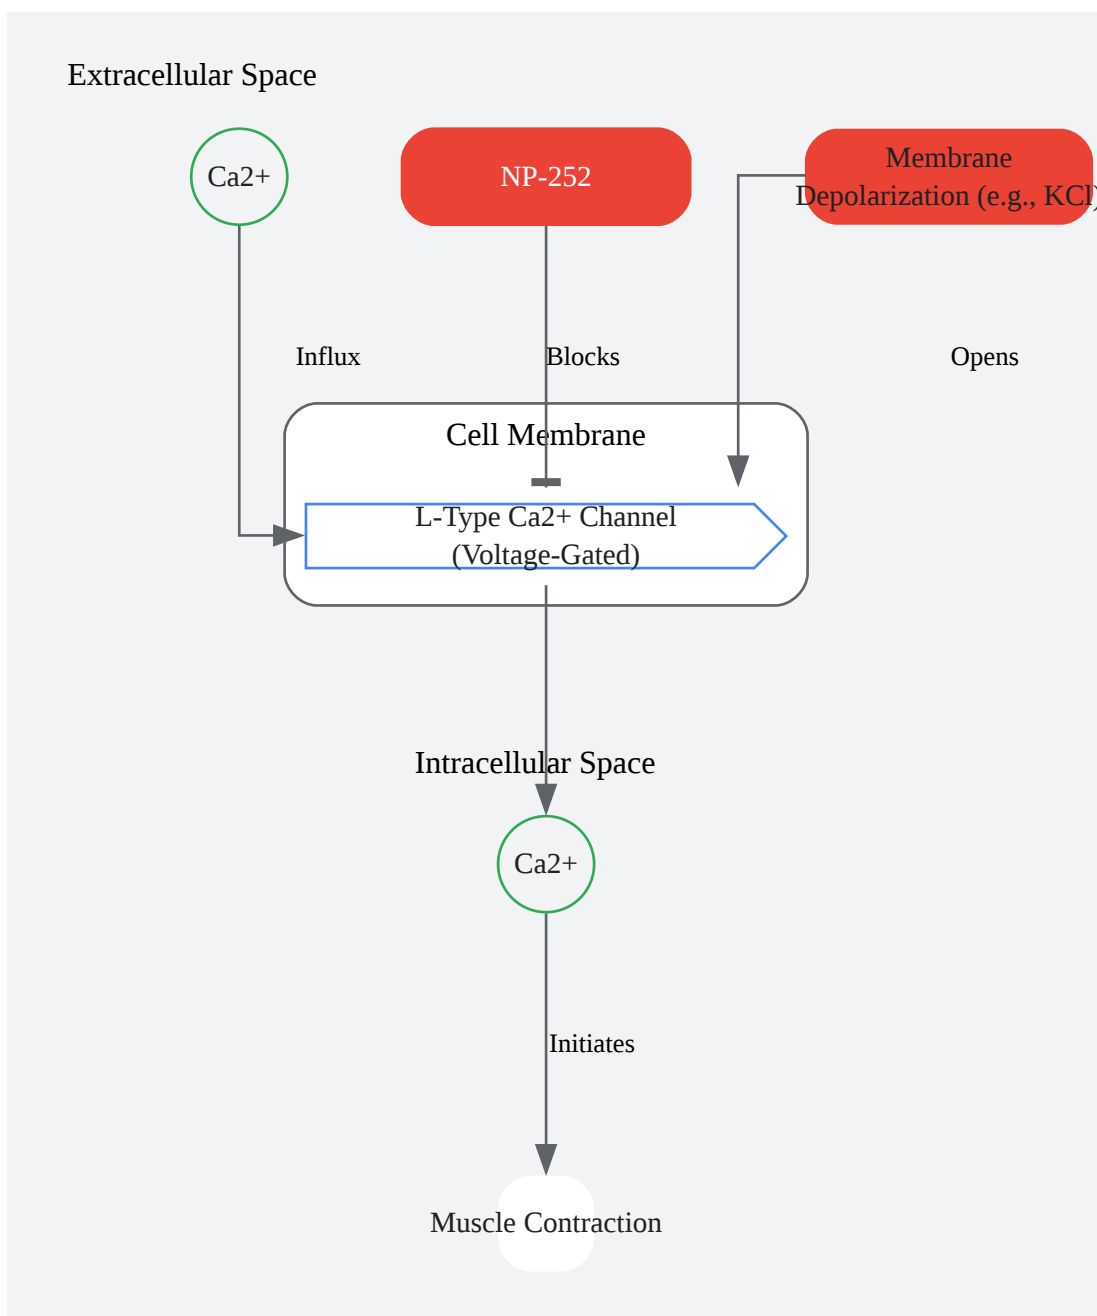 Extracellular Space
Ca2+
NP-252
Membrane
Depolarization (e.g., KCl)
Influx
Blocks
Opens
Cell Membrane
L-Type Ca2+ Channel
(Voltage-Gated)
Intracellular Space
Ca2+
Initiates
Muscle Contraction